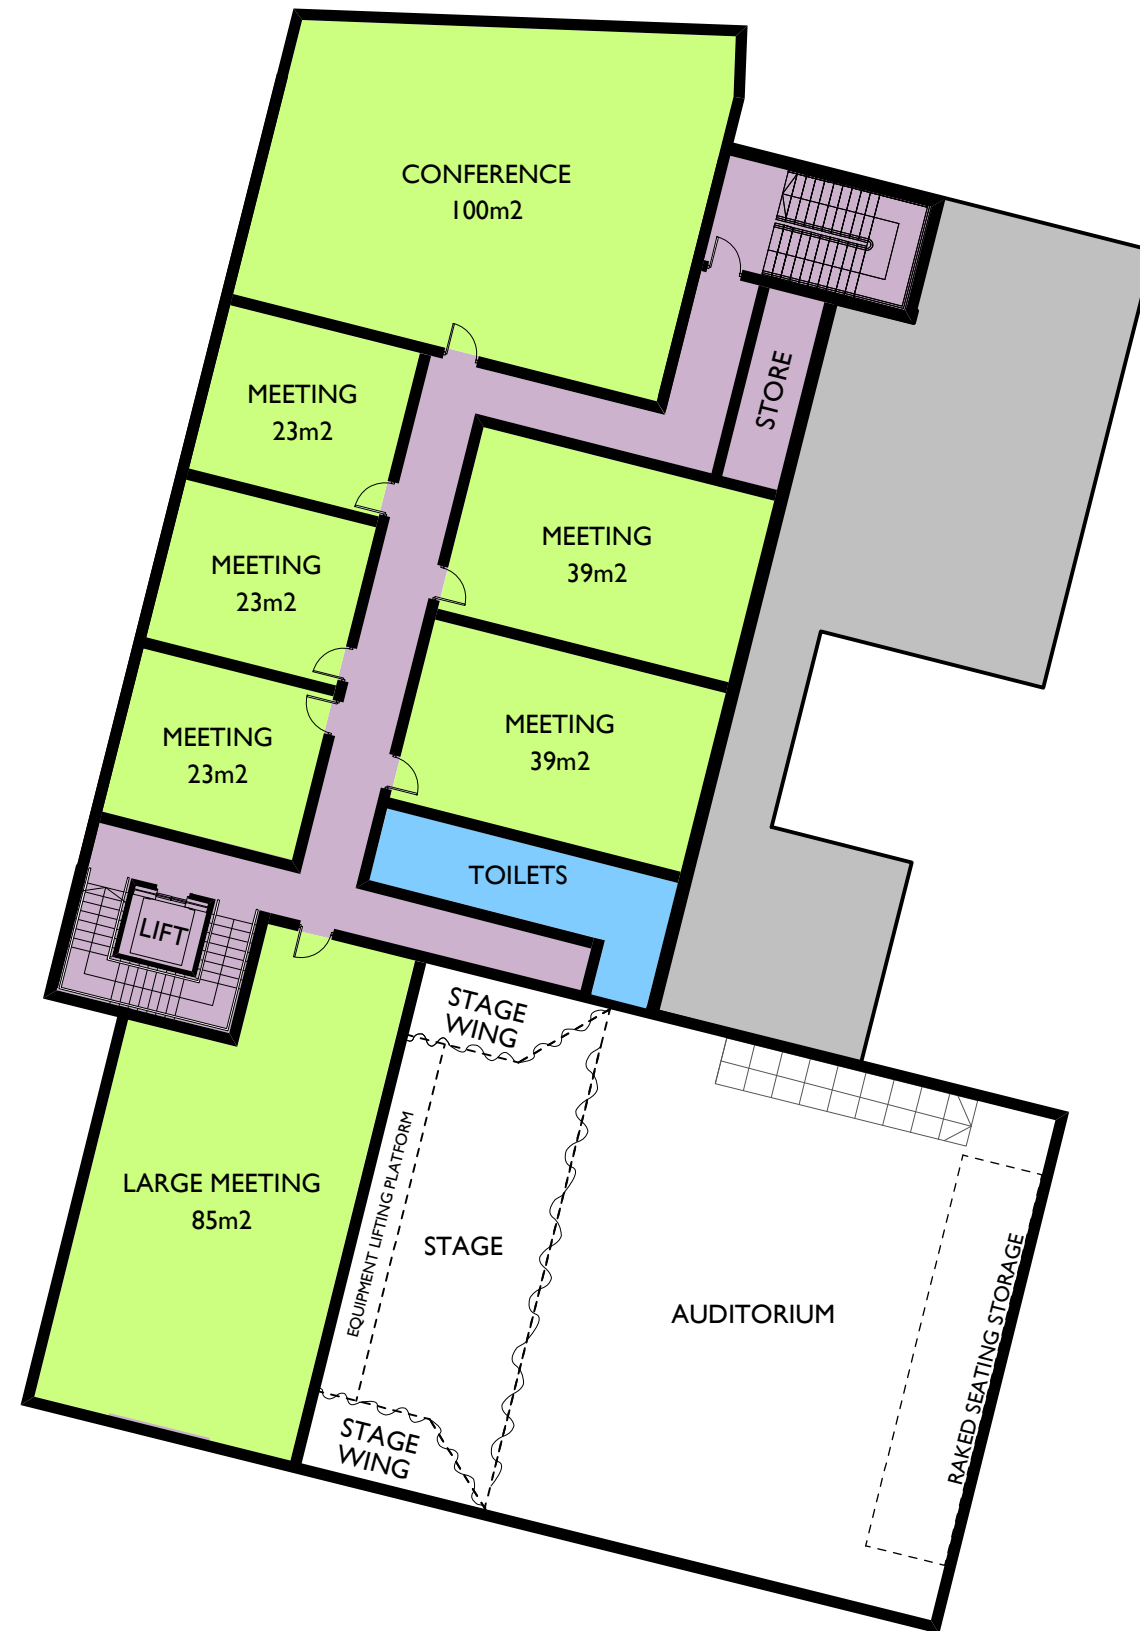 CONFERENCE
100m2
MEETING
23m2
STORE
MEETING
39m2
MEETING
23m2
MEETING
39m2
MEETING
23m2
TOILETS
LIFT
STAGE
WING
LARGE MEETING
85m2
EQUIPMENT LIFTING PLATFORM
STAGE
AUDITORIUM
RAKED SEATING STORAGE
STAGE
WING